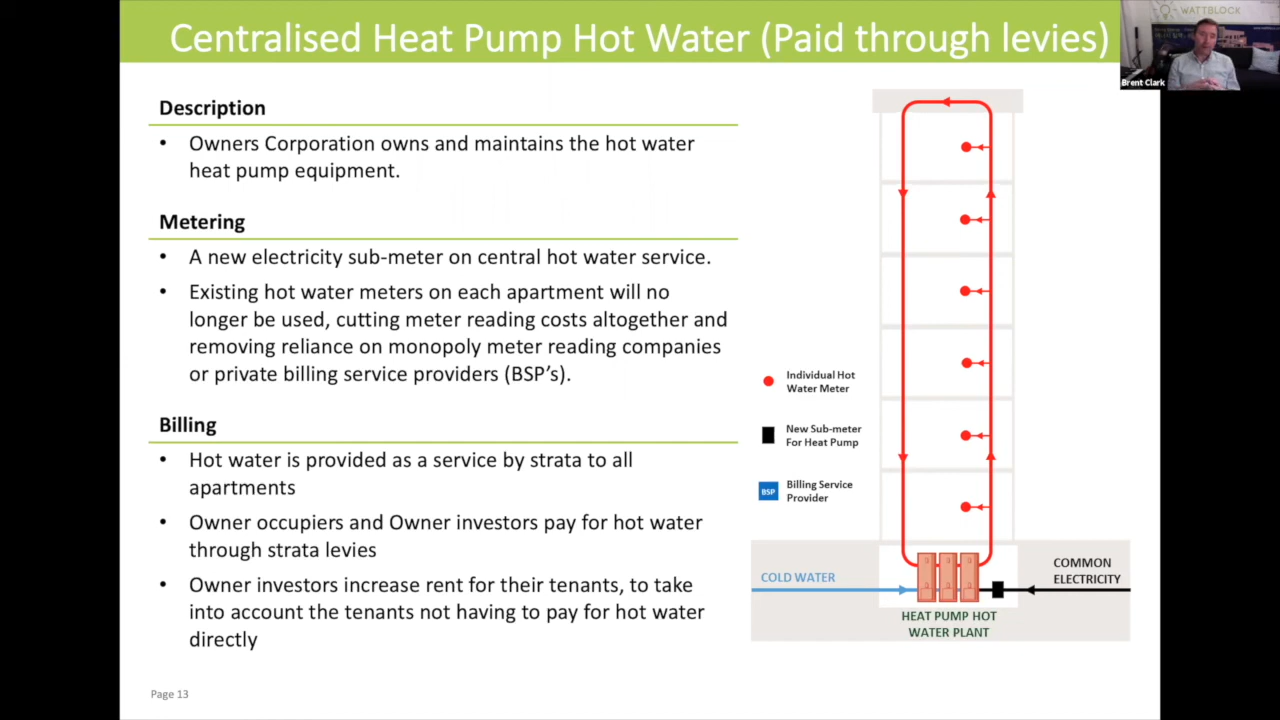 Centralised Heat Pump Hot Water (Paid through levies)
WATTBLOCK
Brent Clark
Description
• Owners Corporation owns and maintains the hot water
heat pump equipment.
Metering
• A new electricity sub-meter on central hot water service.
• Existing hot water meters on each apartment will no
longer be used, cutting meter reading costs altogether and
removing reliance on monopoly meter reading companies
or private billing service providers (BSP's).
Billing
• Hot water is provided as a service by strata to all
apartments
• Owner occupiers and Owner investors pay for hot water
through strata levies
• Owner investors increase rent for their tenants, to take
into account the tenants not having to pay for hot water
directly
Individual Hot
Water Meter
New Sub-meter
For Heat Pump
BSP
Billing Service
Provider
COLD WATER
COMMON
ELECTRICITY
HEAT PUMP HOT
WATER PLANT
Page 13